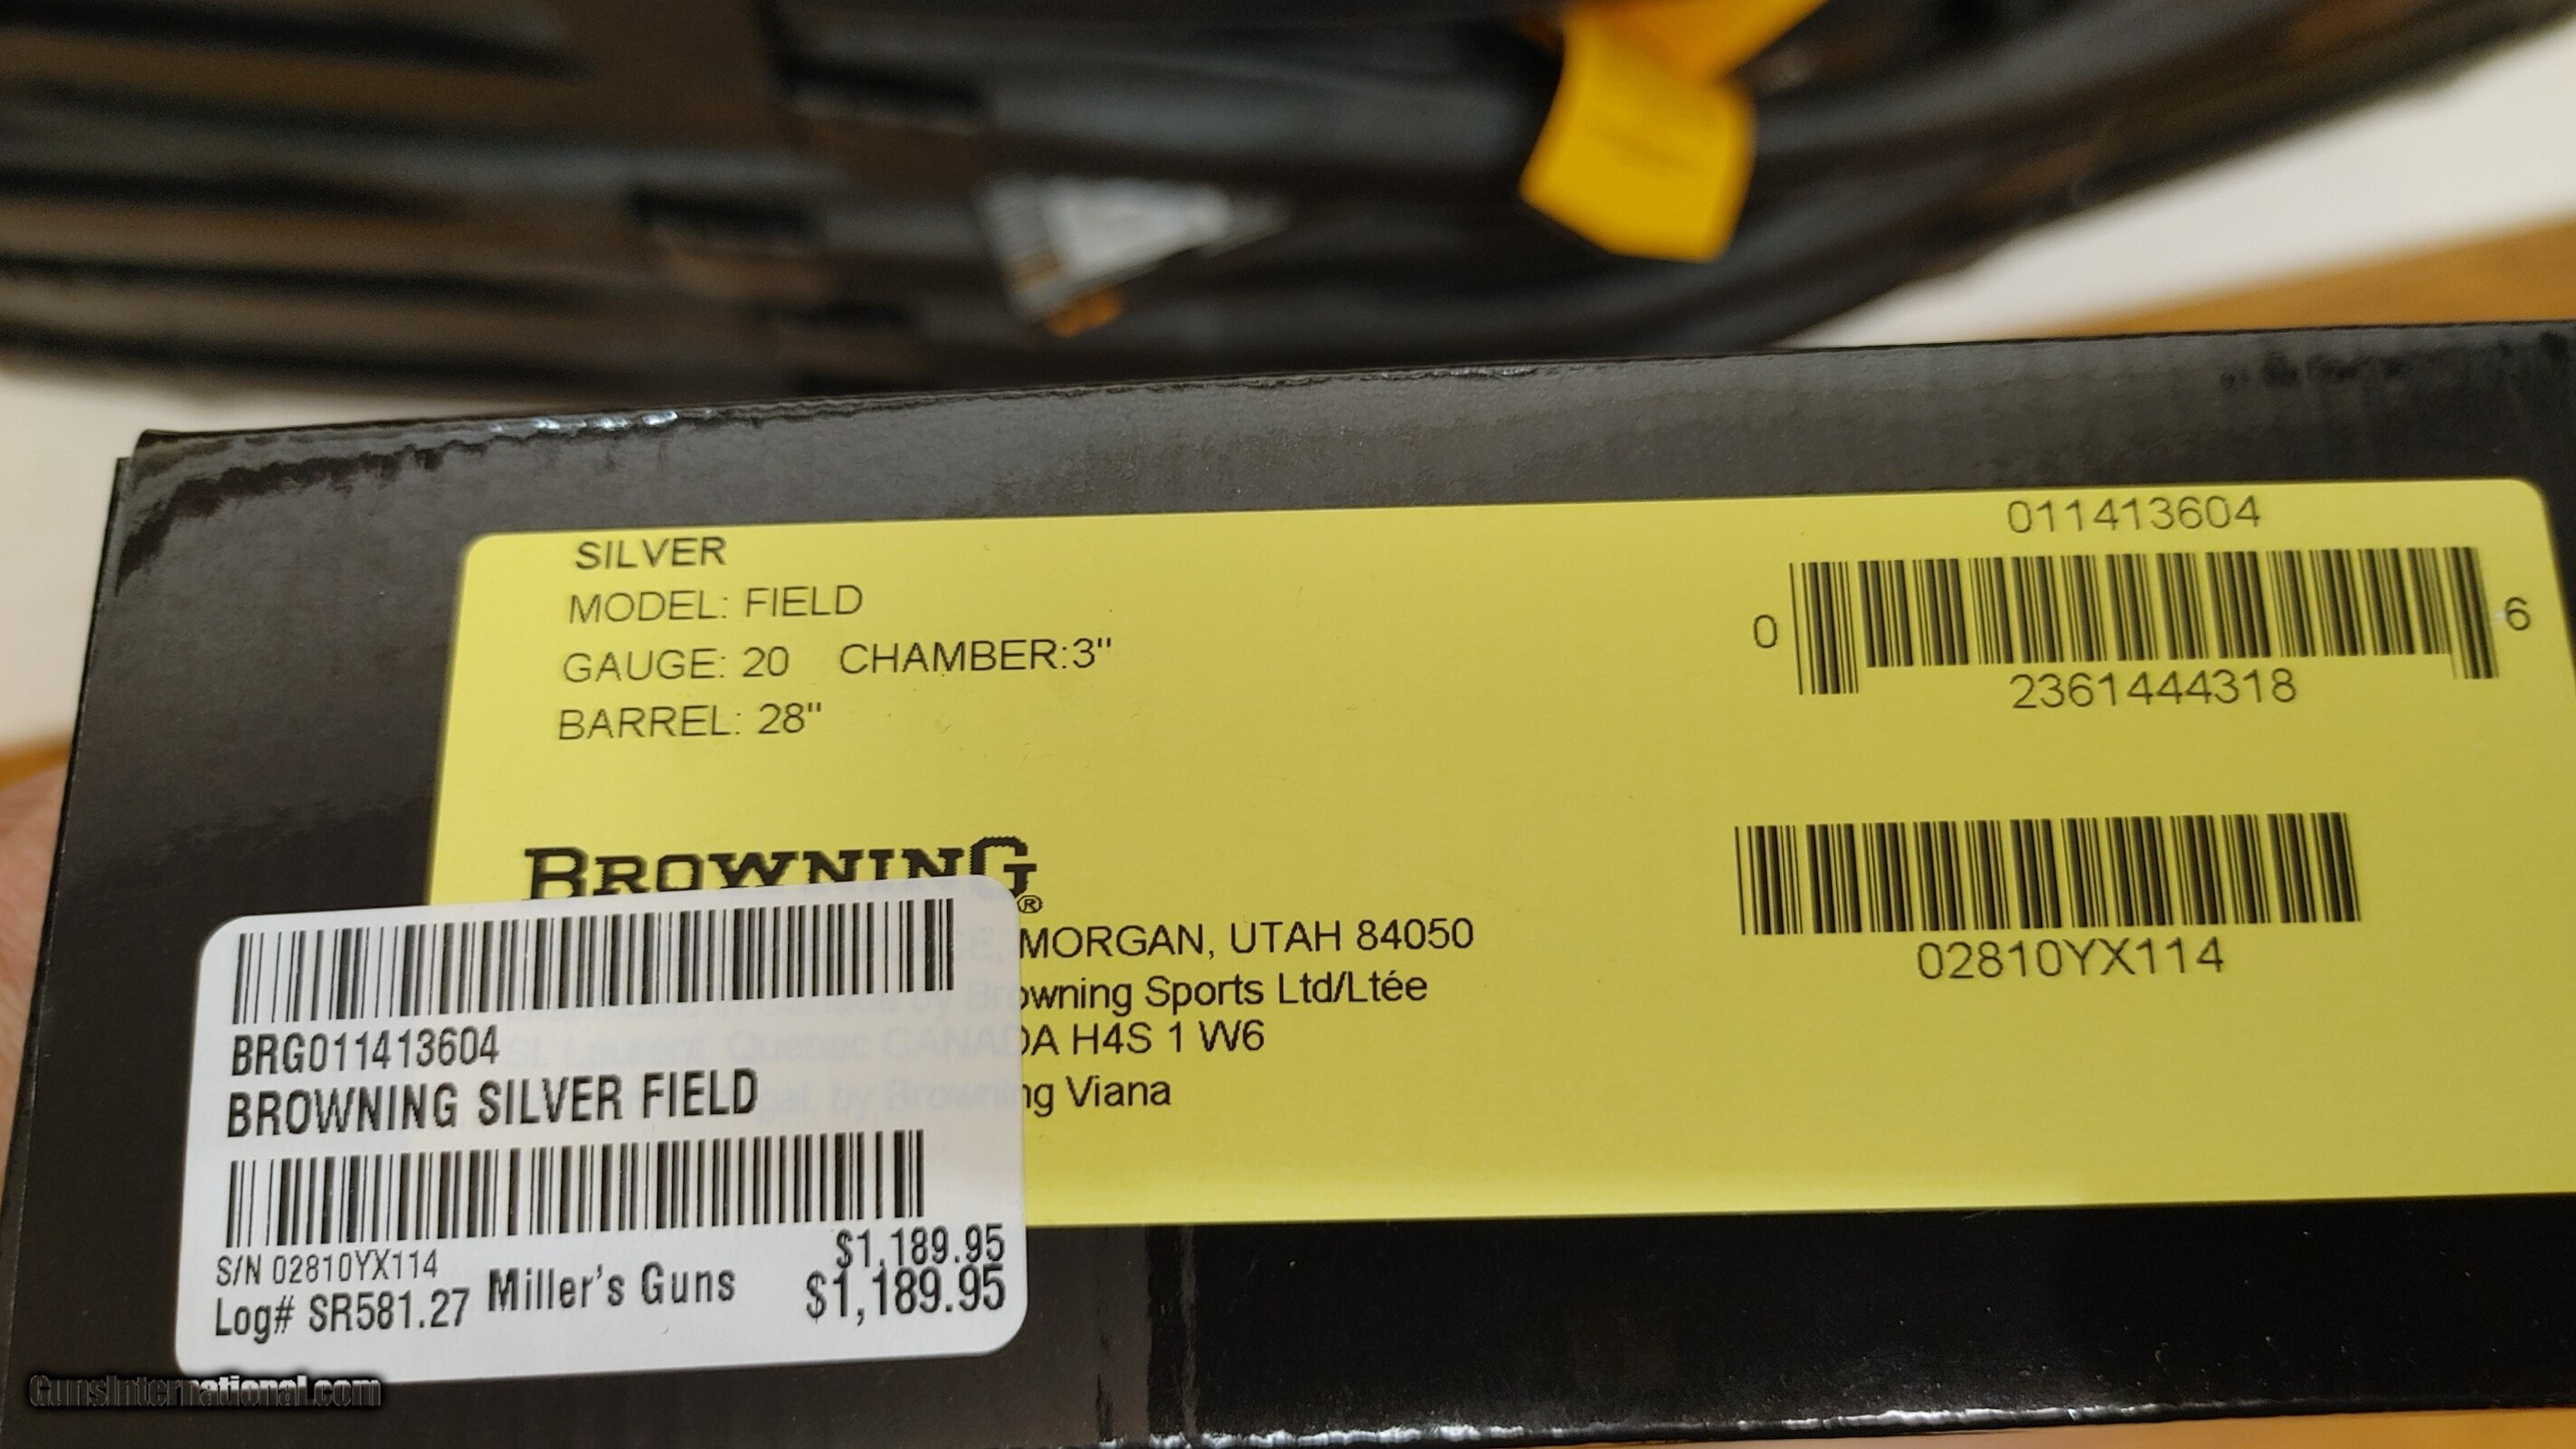 SILVER
MODEL: FIELD
GAUGE: 20 CHAMBER:3"
BARREL: 28"
011413604
0 6
2361444318
02810YX114
BROWNING®
MORGAN, UTAH 84050
Browning Sports Ltd/Ltée
CANADA H4S 1 W6
by Browning Viana
BRG011413604
BROWNING SILVER FIELD
S/N 02810YX114
$1,189.95
Log# SR581.27 Miller's Guns $1,189.95
GunsInternational.com